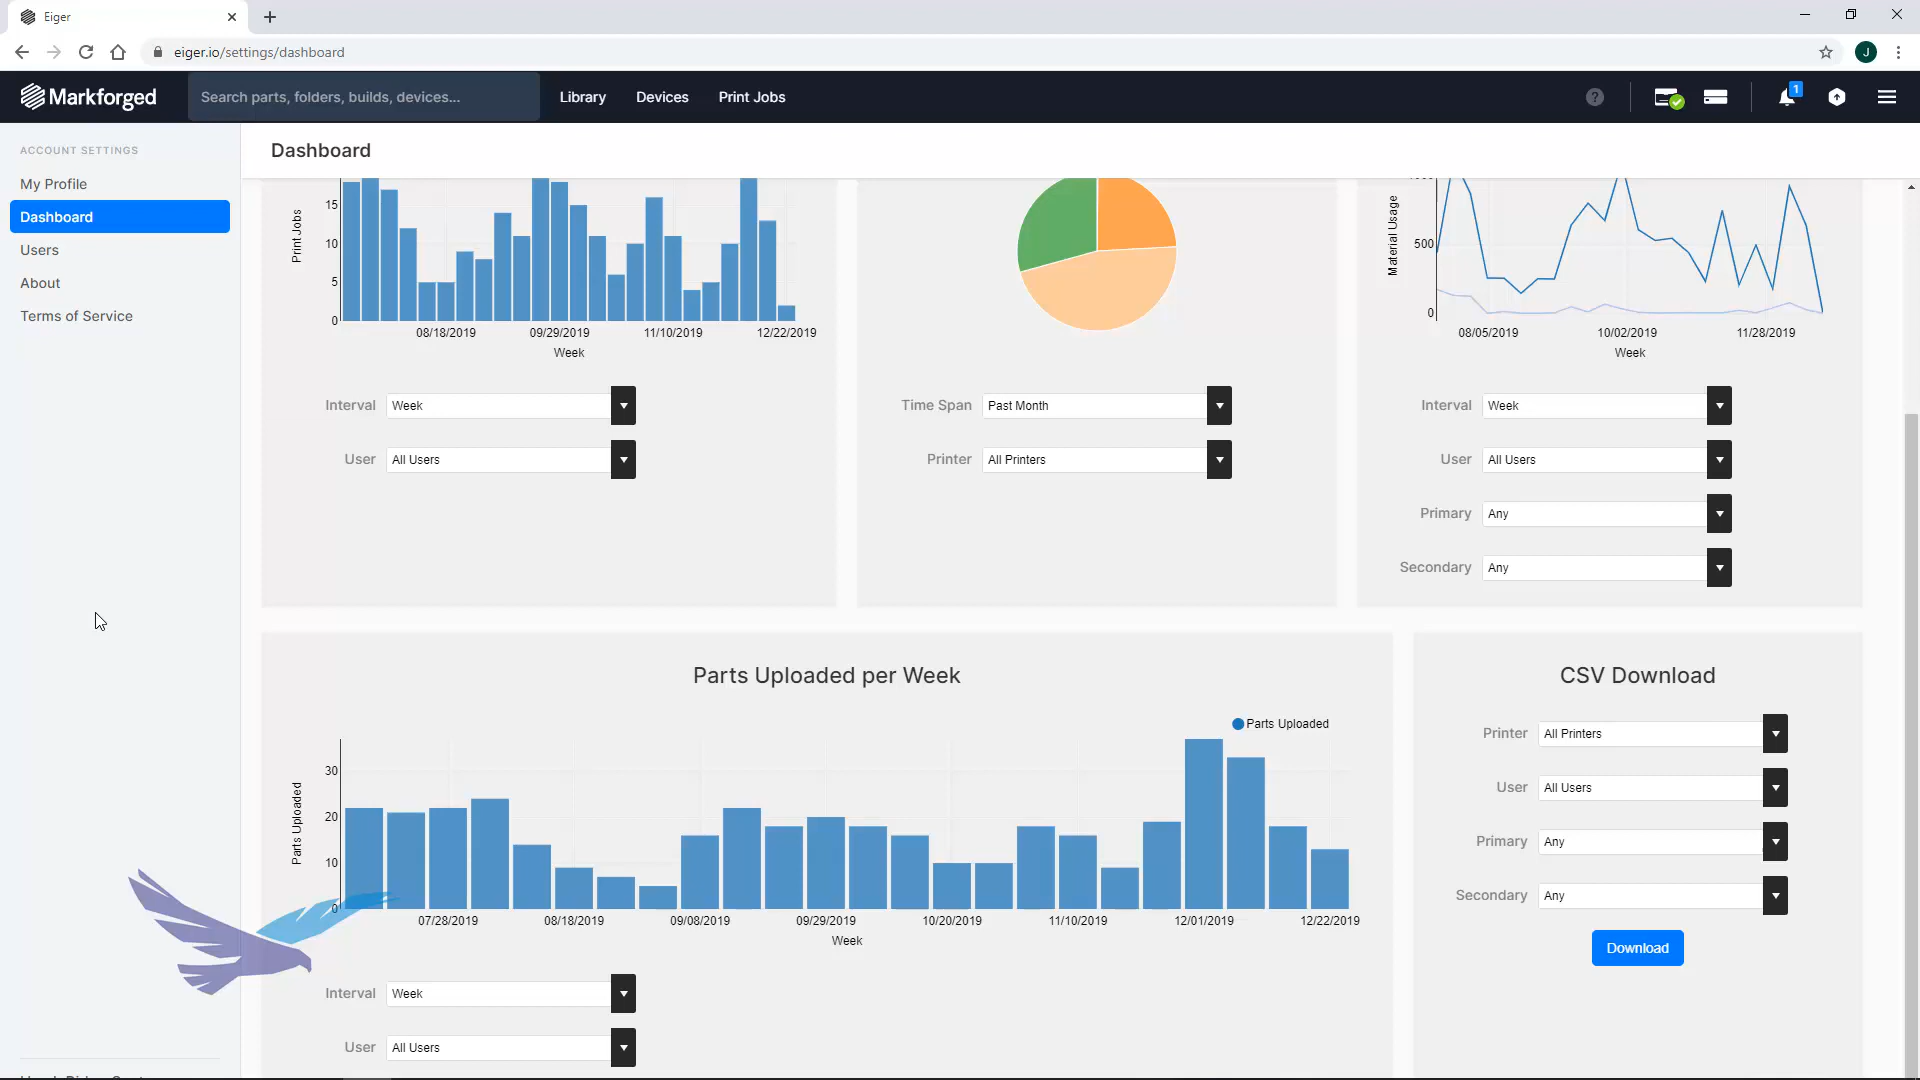 Eiger
eiger.io/settings/dashboard
J
Markforged
Search parts, folders, builds, devices...
Library
Devices
Print Jobs
?
1
ACCOUNT SETTINGS
My Profile
Dashboard
Users
About
Terms of Service
Dashboard
Print Jobs
15
10
5
0
08/18/2019
09/29/2019
11/10/2019
12/22/2019
Week
Interval
Week
User
All Users
Time Span
Past Month
Printer
All Printers
Material Usage
500
0
08/05/2019
10/02/2019
11/28/2019
Week
Interval
Week
User
All Users
Primary
Any
Secondary
Any
Parts Uploaded per Week
Parts Uploaded
Parts Uploaded
30
20
10
0
07/28/2019
08/18/2019
09/08/2019
09/29/2019
10/20/2019
11/10/2019
12/01/2019
12/22/2019
Week
Interval
Week
User
All Users
CSV Download
Printer
All Printers
User
All Users
Primary
Any
Secondary
Any
Download